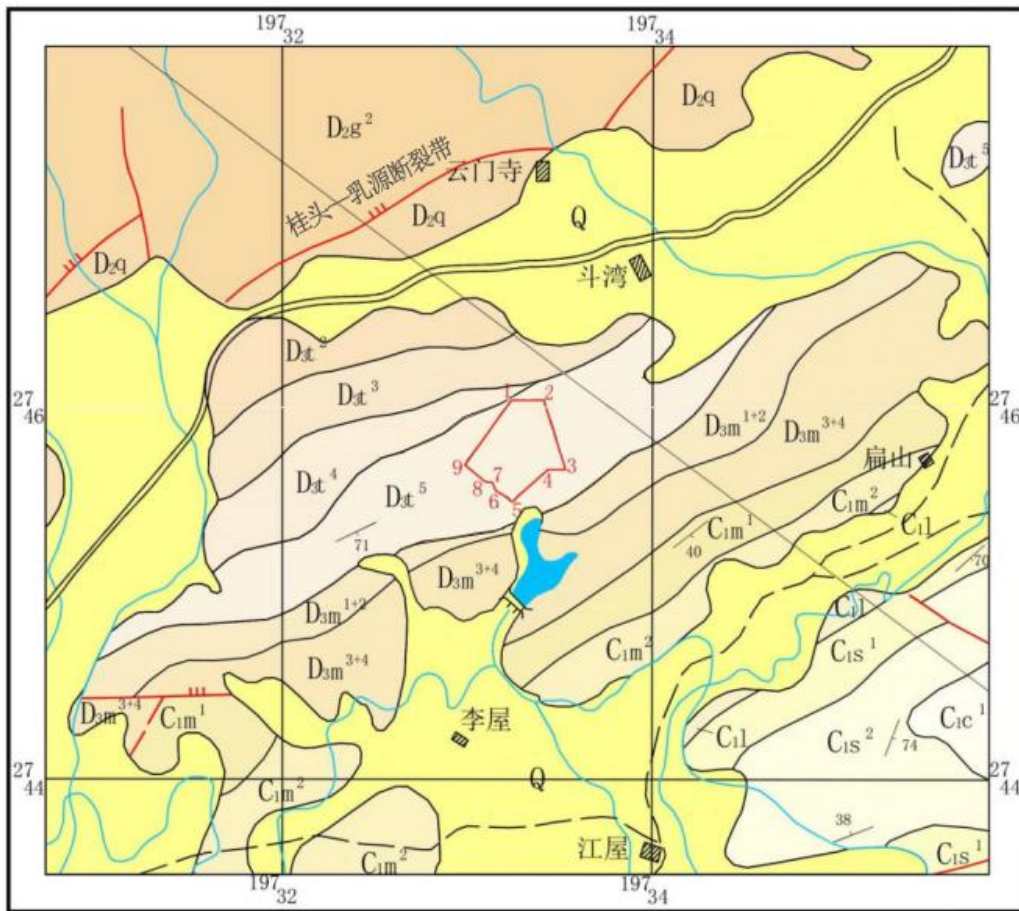 197 32
197 34
D₂g²
D₂q
D₃t⁵
桂头—乳源断裂带
云门寺
D₂q
Q
D₂q
斗湾
D₃t²
D₃t³
27 46
1
2
27 46
D₃m¹⁺²
D₃m³⁺⁴
扁山
9
7
3
8
4
D₃t⁴
D₃t⁵
6
5
C₁m²
C₁m¹
C₁l
71
40
70
D₃m³⁺⁴
D₃m¹⁺²
C₁l
C₁m²
C₁s¹
D₃m³⁺⁴
D₃m³⁺⁴
C₁m¹
李屋
C₁l
C₁s²
74
C₁c¹
27 44
C₁m²
Q
27 44
38
C₁m²
江屋
C₁s¹
197 32
197 34